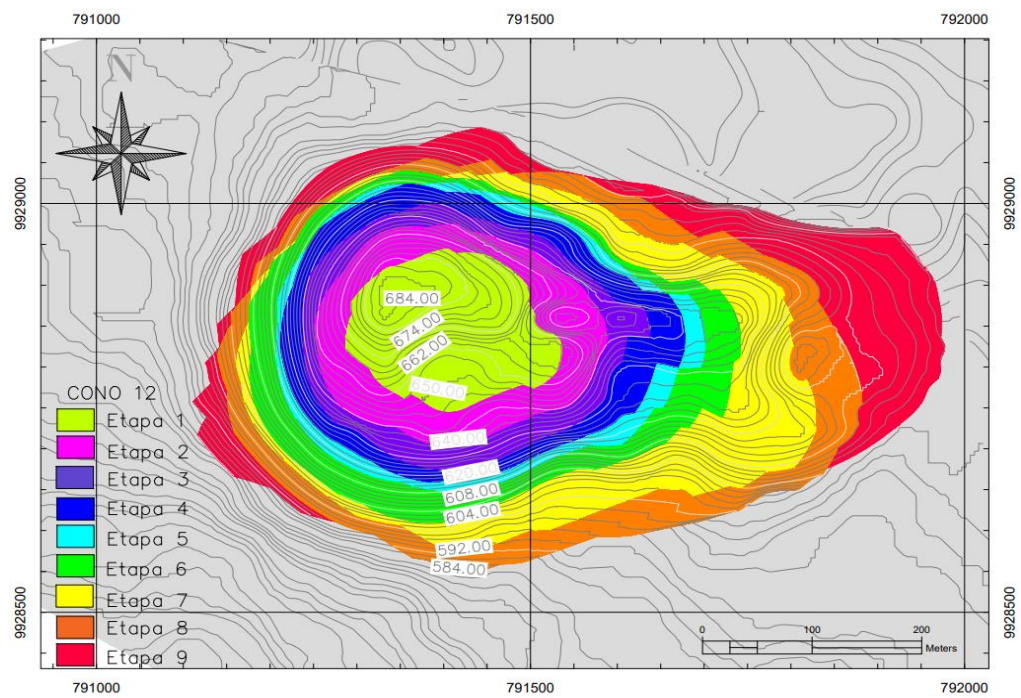 791000 791500 792000
N
9929000 9929000
684.00
674.00
662.00
650.00
CONO 12
Etapa 1
Etapa 2
640.00
Etapa 3
620.00
Etapa 4
608.00
Etapa 5
604.00
Etapa 6
592.00
Etapa 7
584.00
Etapa 8
Etapa 9
9928500 9928500
0 100 200
Meters
791000 791500 792000